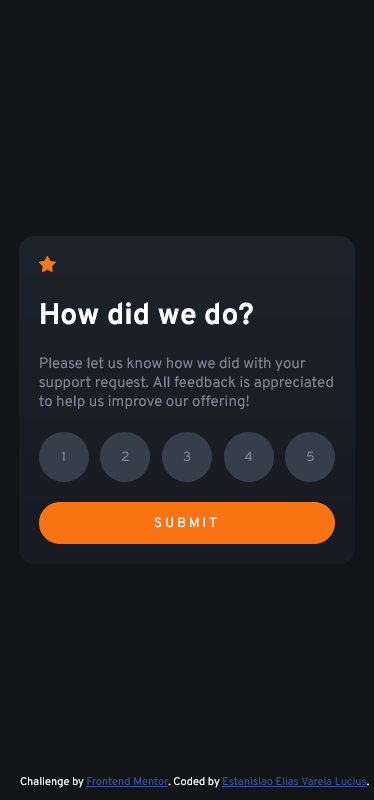 How did we do?
Please let us know how we did with your
support request. All feedback is appreciated
to help us improve our offering!
1 2 3 4 5
SUBMIT
Challenge by Frontend Mentor. Coded by Estanislao Elias Varela Lucius.